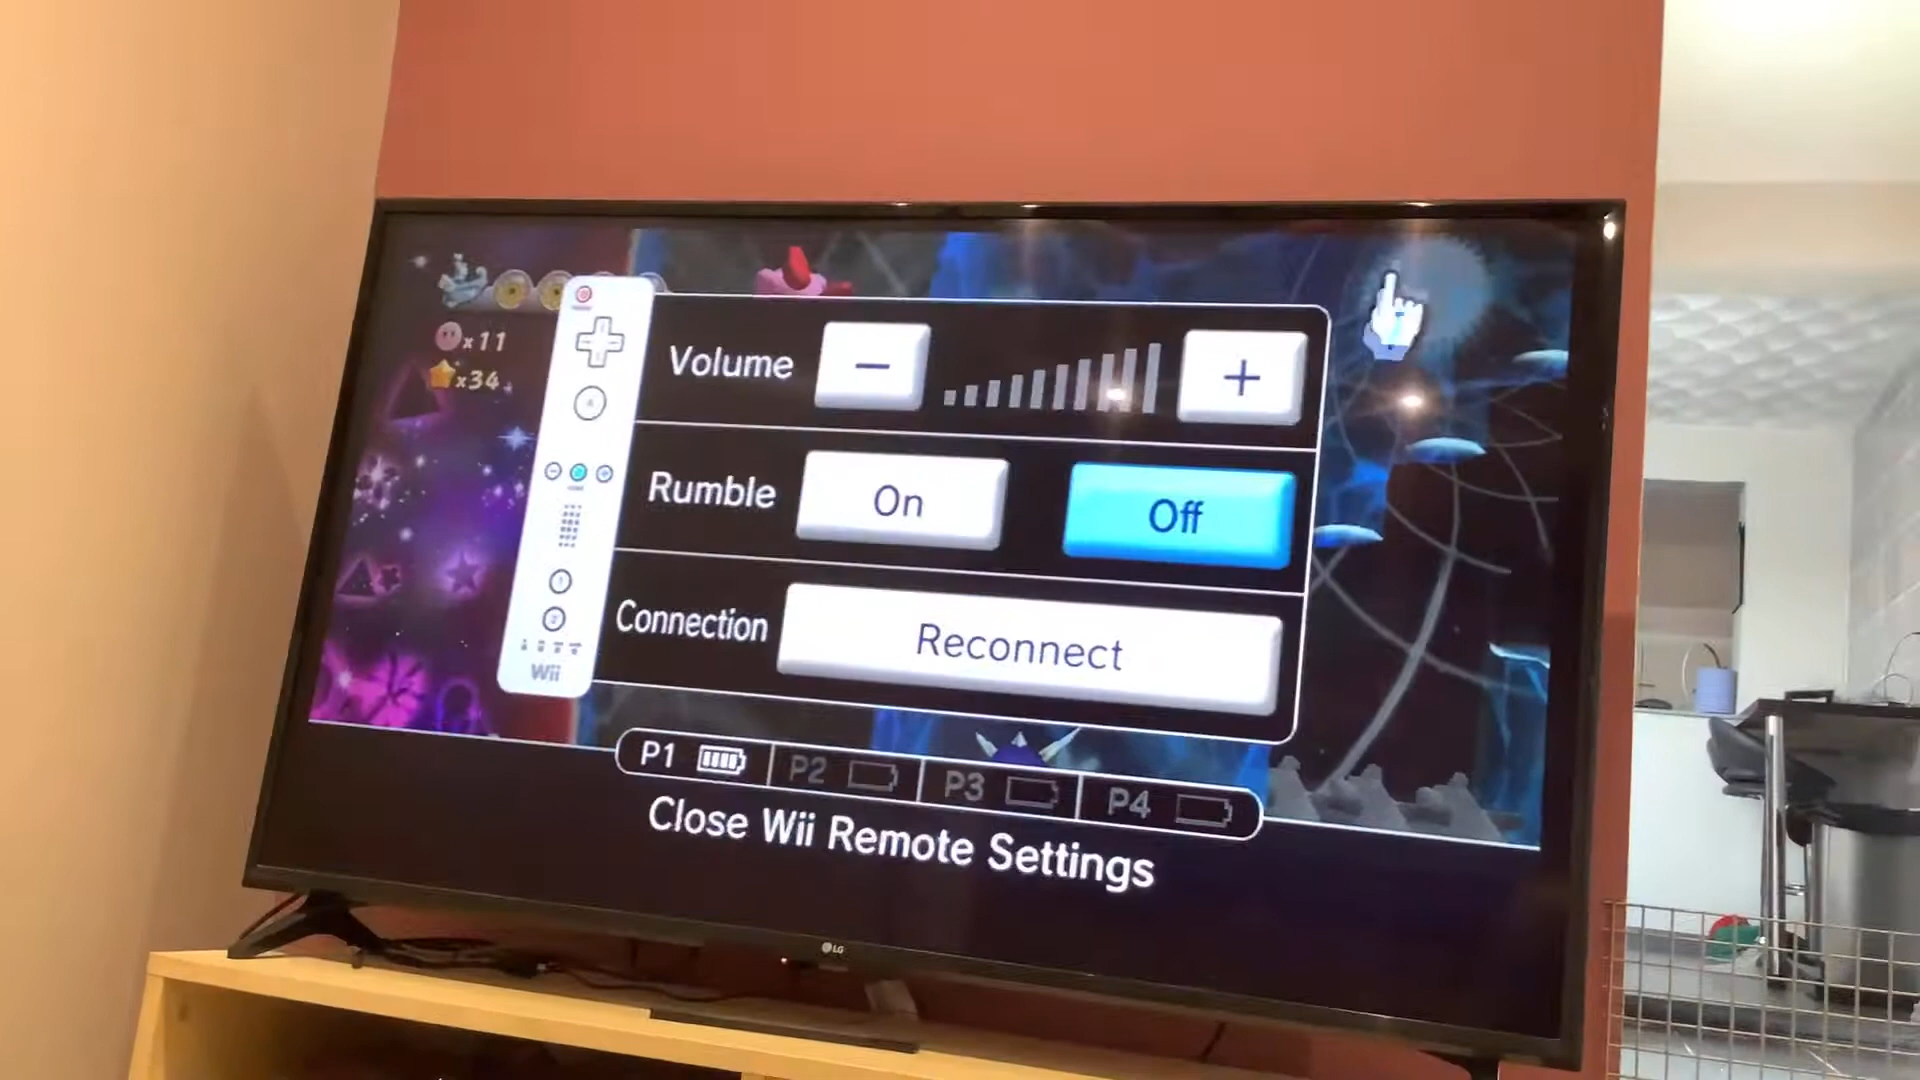 x11
x34
Volume
−
+
Rumble
On
Off
Connection
Reconnect
Wii
P1
P2
P3
P4
Close Wii Remote Settings
LG